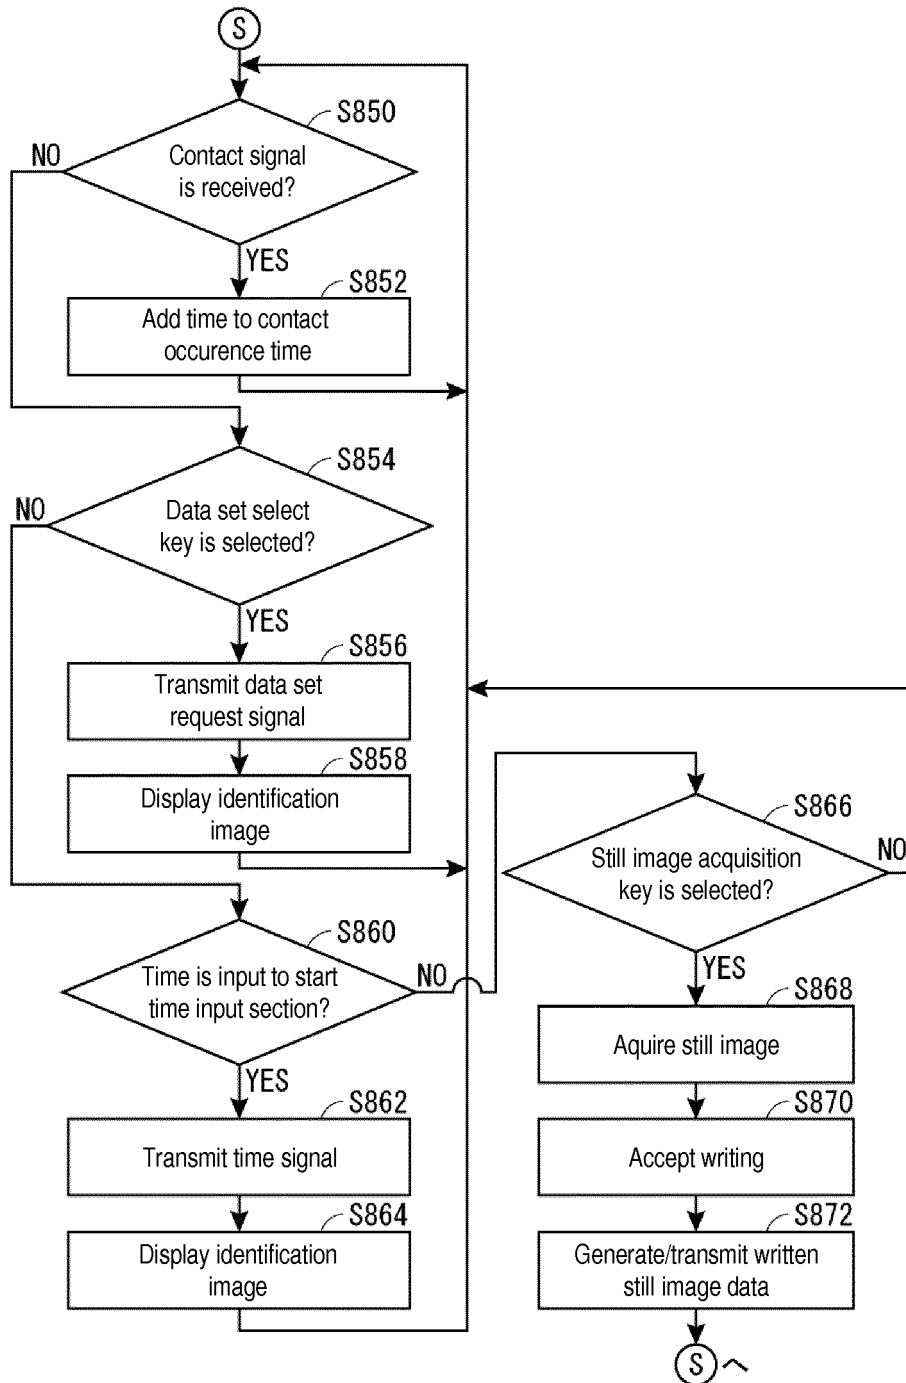 S
S850
NO
Contact signal
is received?
YES
S852
Add time to contact
occurence time
S854
NO
Data set select
key is selected?
YES
S856
Transmit data set
request signal
S858
Display identification
image
S860
Time is input to start
time input section?
NO
YES
S862
Transmit time signal
S864
Display identification
image
S866
Still image acquisition
key is selected?
NO
YES
S868
Aquire still image
S870
Accept writing
S872
Generate/transmit written
still image data
S へ